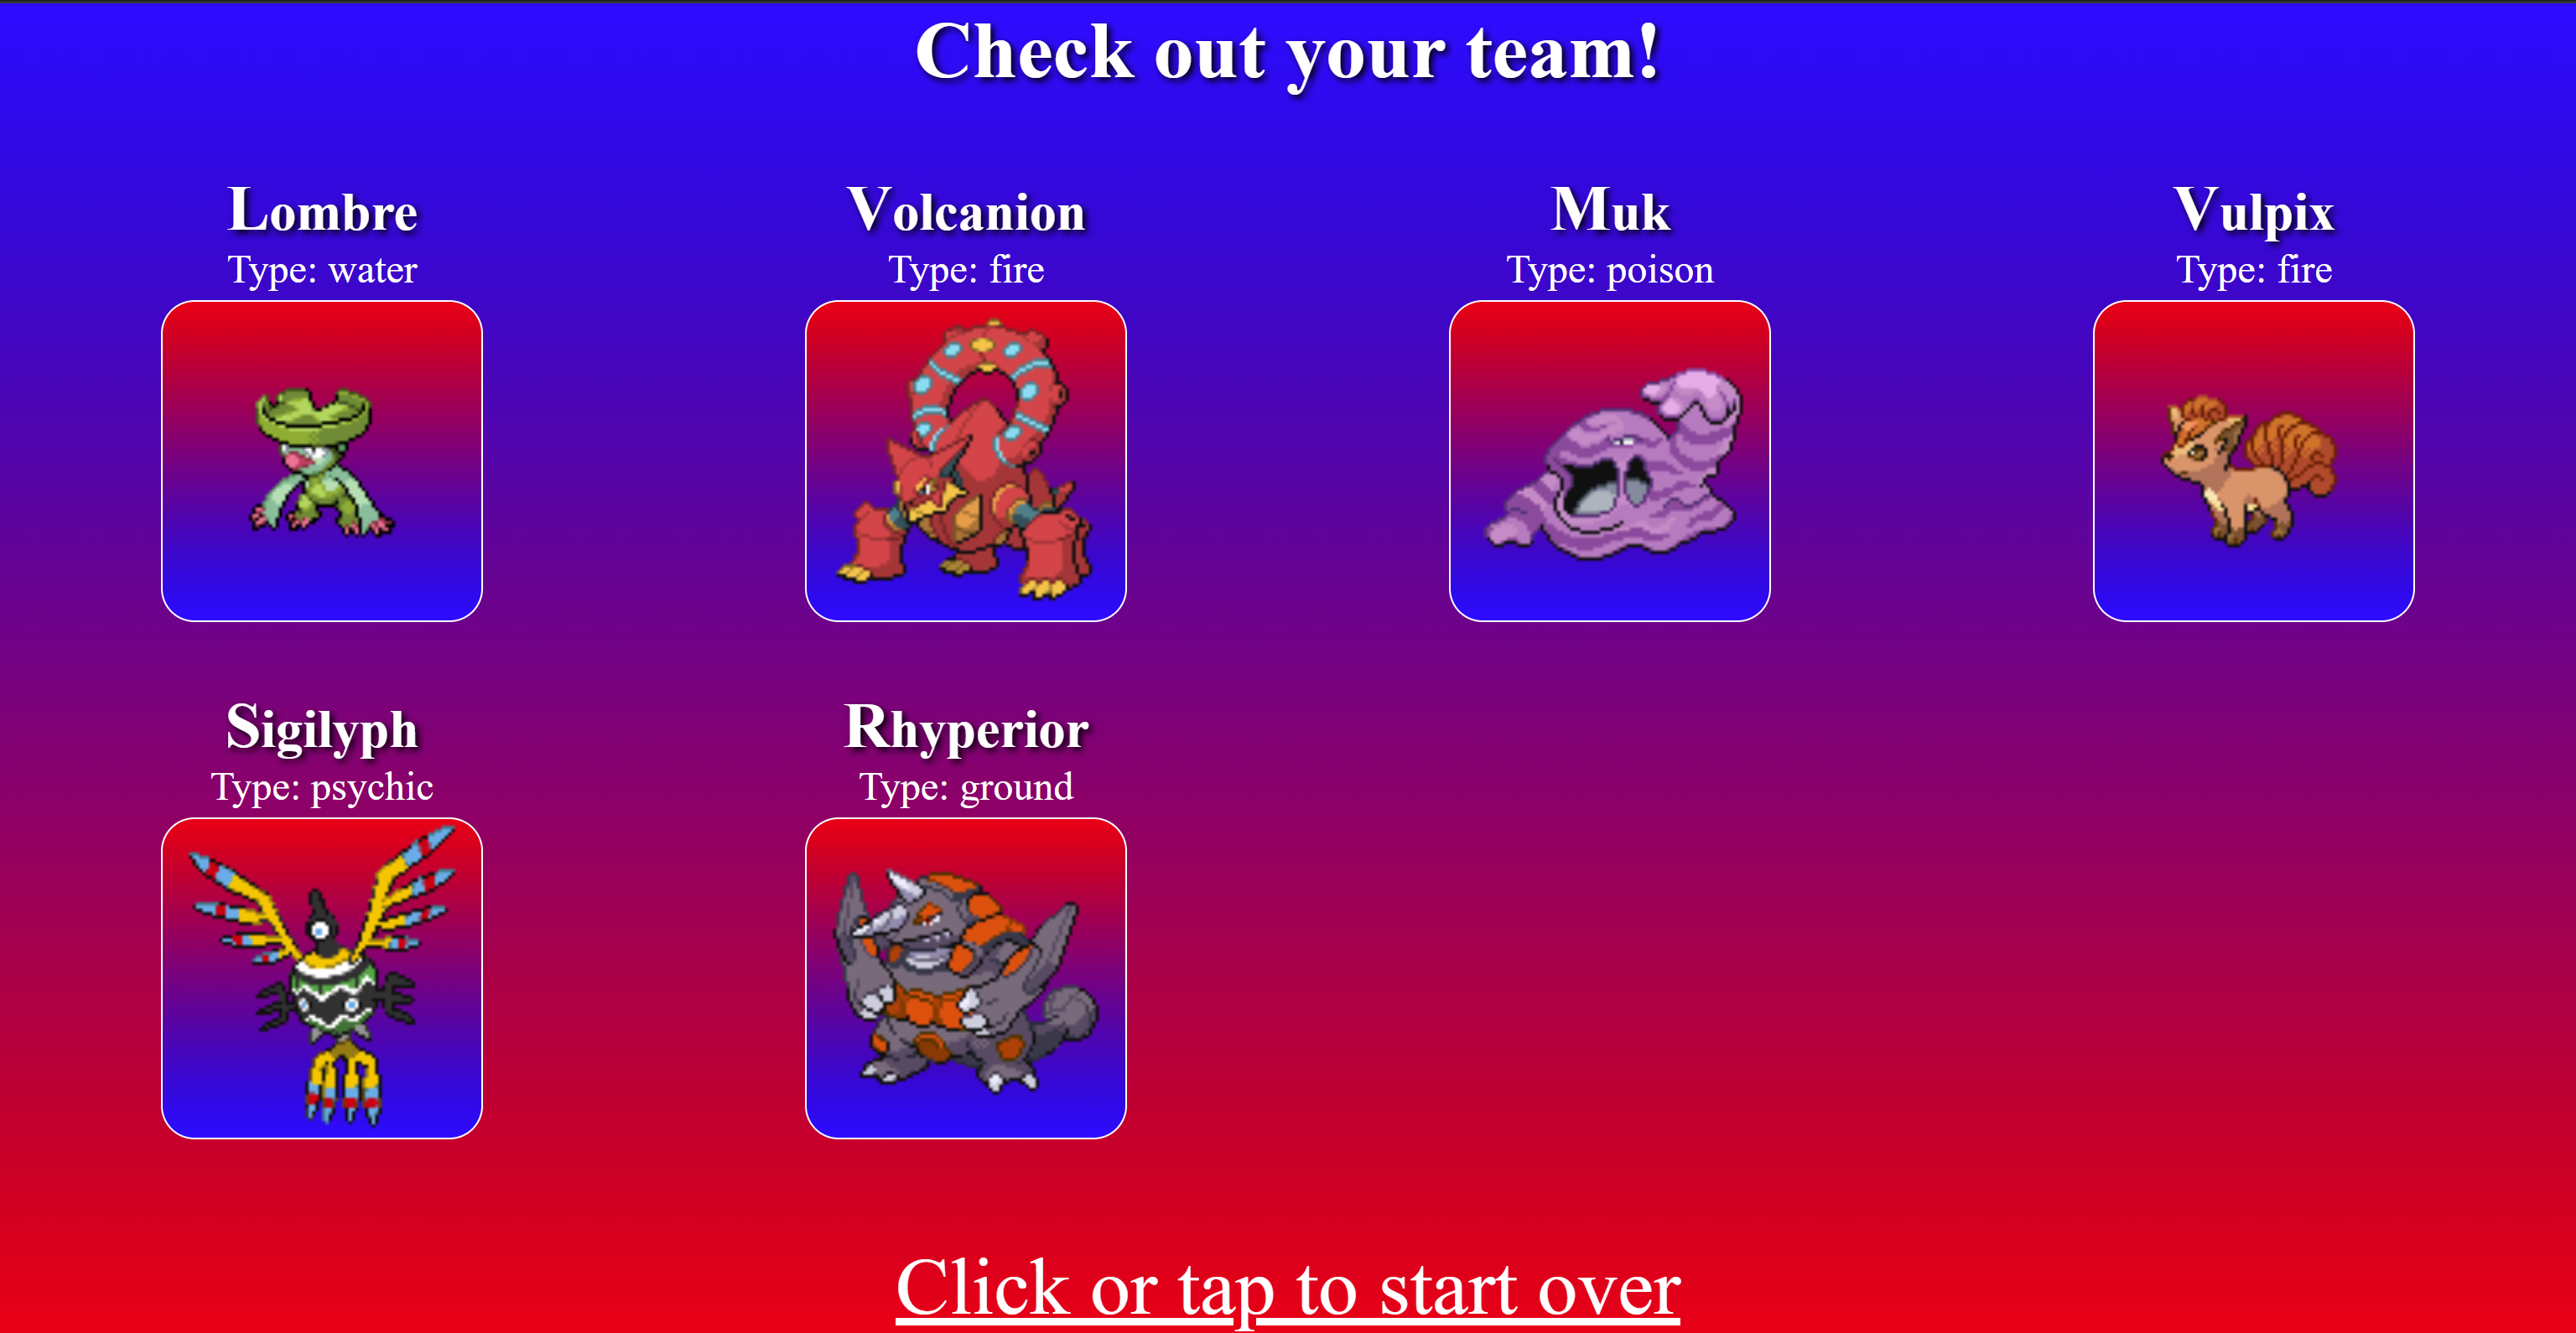 Check out your team!
Lombre
Type: water
Volcanion
Type: fire
Muk
Type: poison
Vulpix
Type: fire
Sigilyph
Type: psychic
Rhyperior
Type: ground
Click or tap to start over